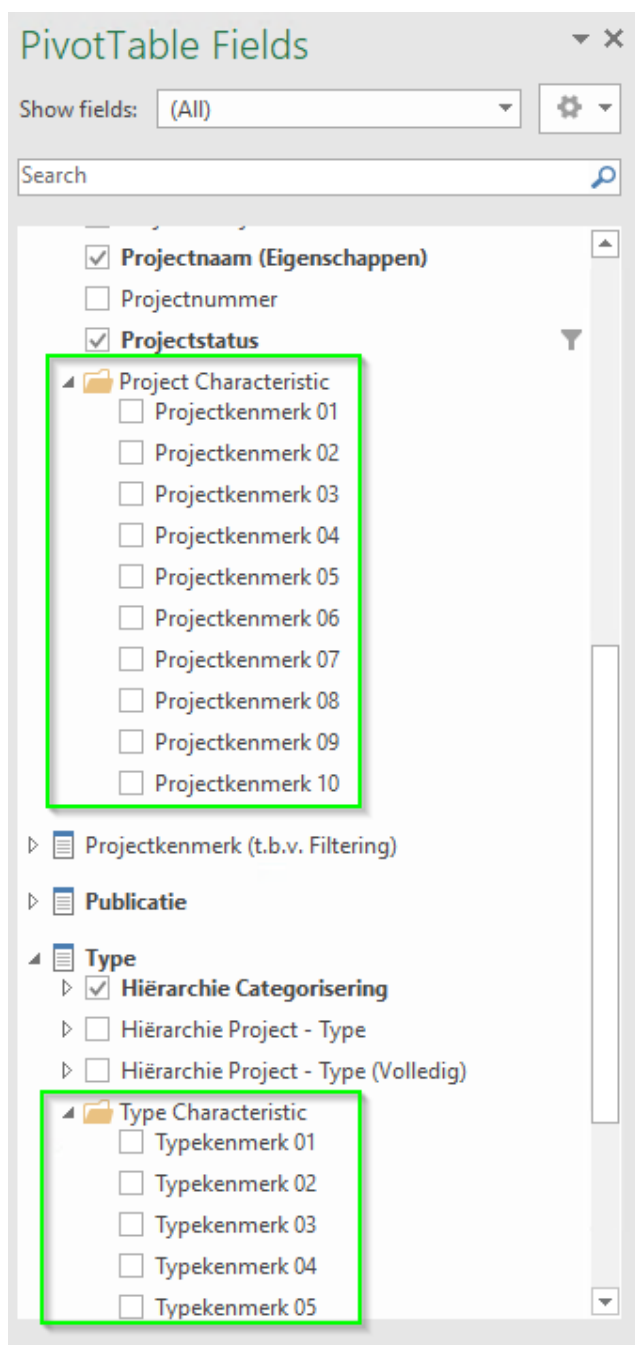 PivotTable Fields
Show fields: (All)
Search
Projectnaam (Eigenschappen)
Projectnummer
Projectstatus
Project Characteristic
Projectkenmerk 01
Projectkenmerk 02
Projectkenmerk 03
Projectkenmerk 04
Projectkenmerk 05
Projectkenmerk 06
Projectkenmerk 07
Projectkenmerk 08
Projectkenmerk 09
Projectkenmerk 10
Projectkenmerk (t.b.v. Filtering)
Publicatie
Type
Hiërarchie Categorisering
Hiërarchie Project - Type
Hiërarchie Project - Type (Volledig)
Type Characteristic
Typekenmerk 01
Typekenmerk 02
Typekenmerk 03
Typekenmerk 04
Typekenmerk 05